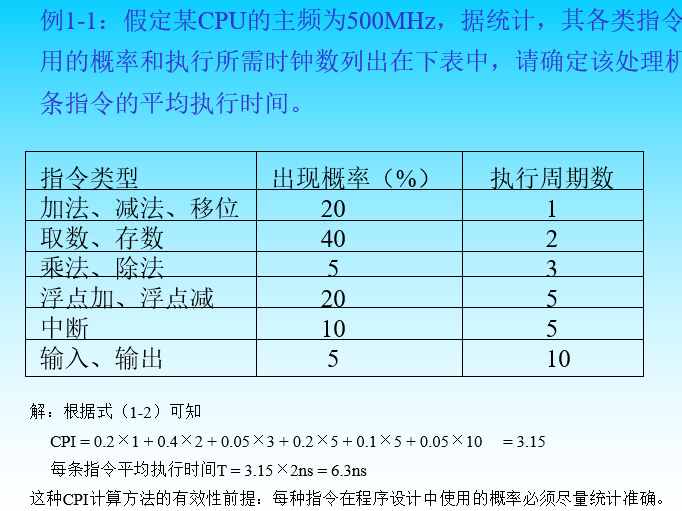 例1-1：假定某CPU的主频为500MHz，据统计，其各类指令
用的概率和执行所需时钟数列出在下表中，请确定该处理机
条指令的平均执行时间。
指令类型 出现概率（%） 执行周期数
加法、减法、移位 20 1
取数、存数 40 2
乘法、除法 5 3
浮点加、浮点减 20 5
中断 10 5
输入、输出 5 10
解：根据式（1-2）可知
CPI = 0.2×1 + 0.4×2 + 0.05×3 + 0.2×5 + 0.1×5 + 0.05×10 = 3.15
每条指令平均执行时间T = 3.15×2ns = 6.3ns
这种CPI计算方法的有效性前提：每种指令在程序设计中使用的概率必须尽量统计准确。